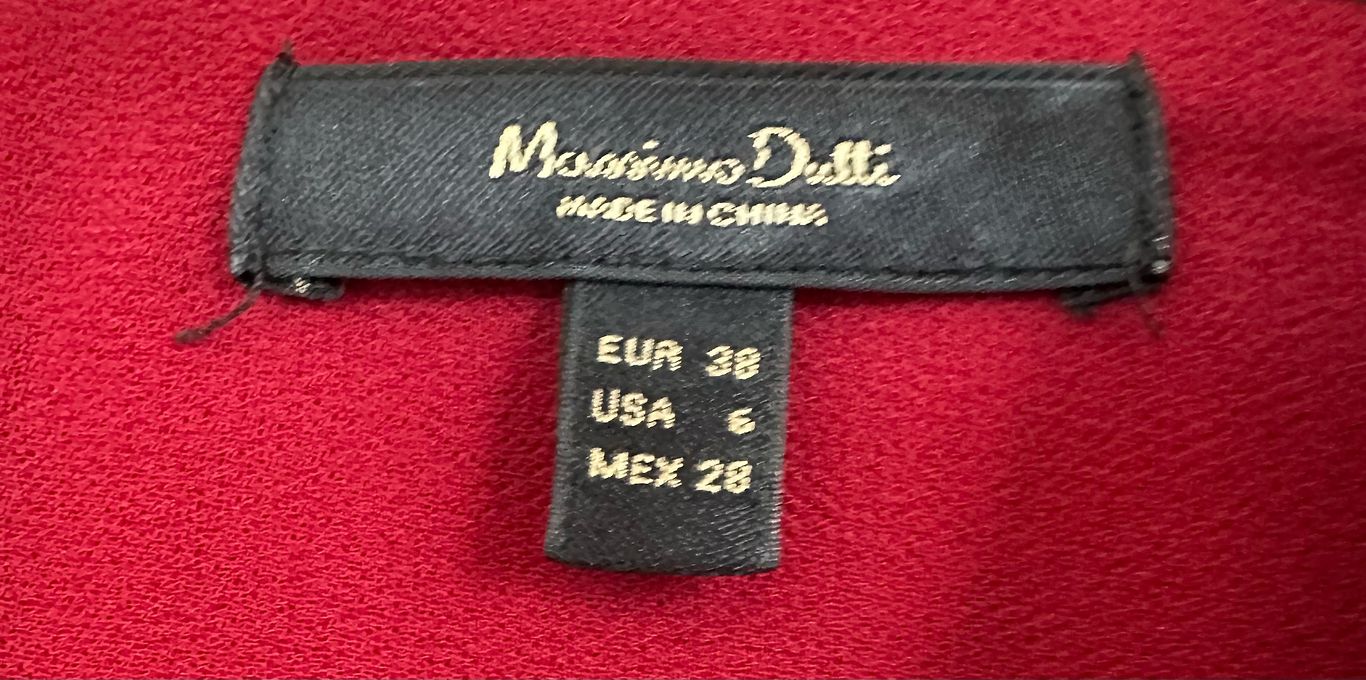 Massimo Dutti
MADE IN CHINA
EUR 38
USA 6
MEX 28